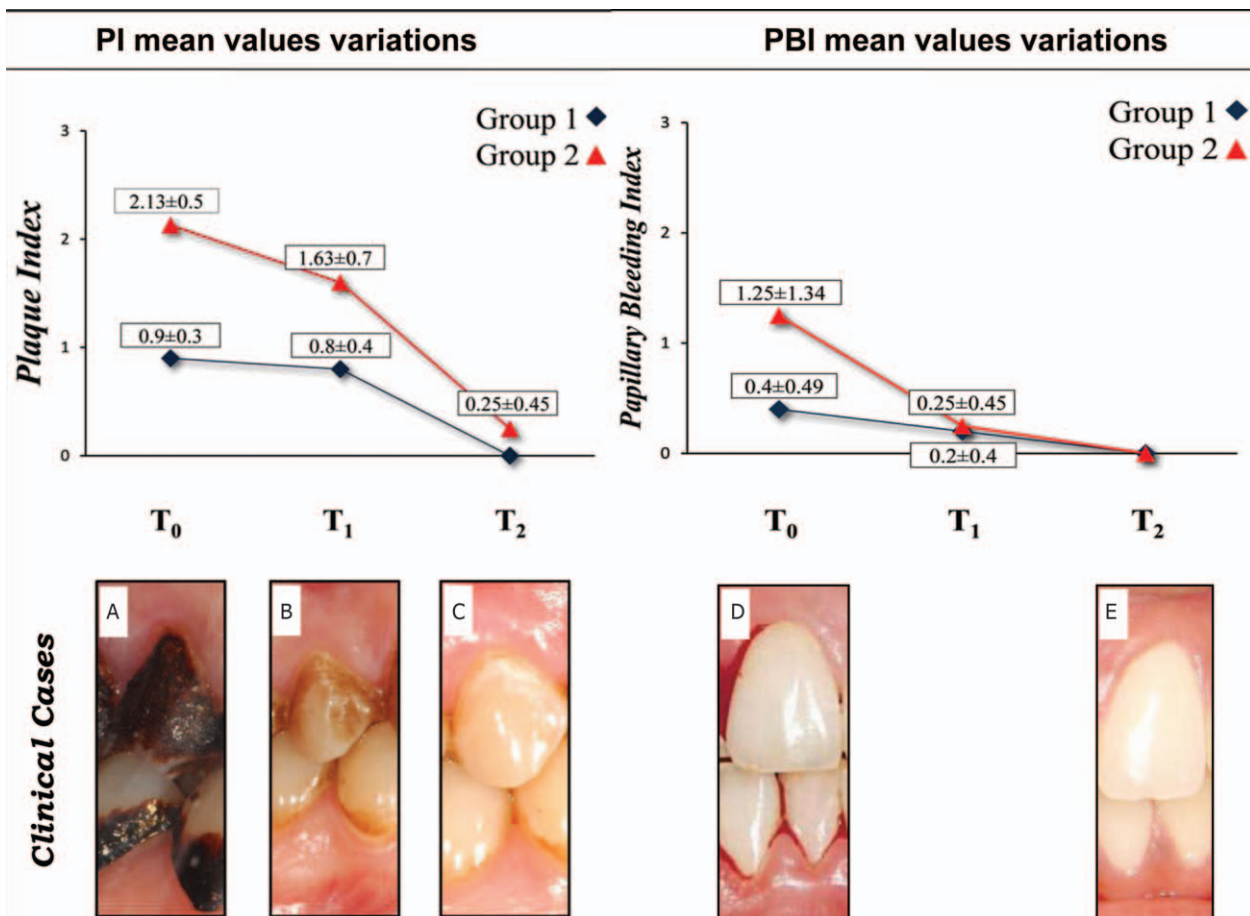 PI mean values variations
PBI mean values variations
Group 1
Group 2
Plaque Index
3
2
1
0
2.13±0.5
1.63±0.7
0.9±0.3
0.8±0.4
0.25±0.45
T0
T1
T2
Group 1
Group 2
Papillary Bleeding Index
3
2
1
0
1.25±1.34
0.4±0.49
0.25±0.45
0.2±0.4
T0
T1
T2
Clinical Cases
A
B
C
D
E